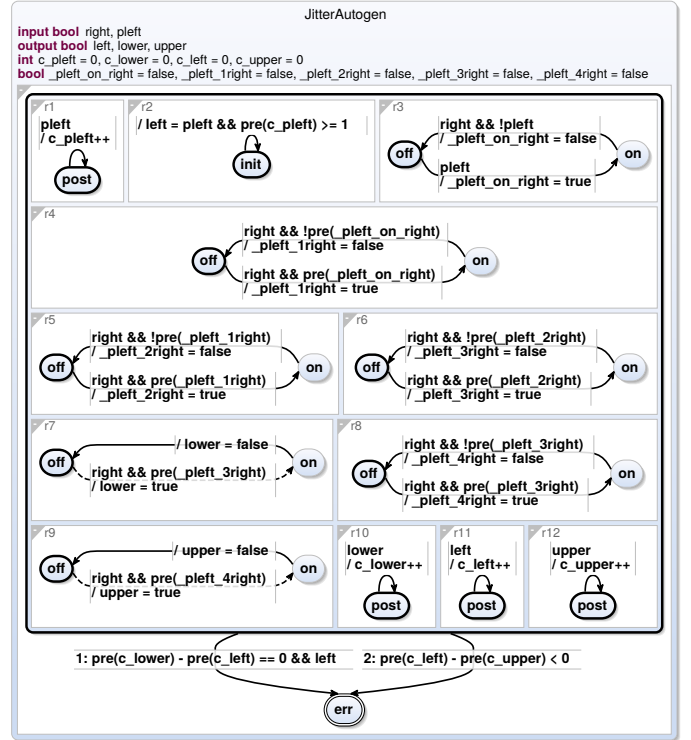 JitterAutogen
input bool right, pleft
output bool left, lower, upper
int c_pleft = 0, c_lower = 0, c_left = 0, c_upper = 0
bool _pleft_on_right = false, _pleft_1right = false, _pleft_2right = false, _pleft_3right = false, _pleft_4right = false
r1
pleft
/ c_pleft++
post
r2
/ left = pleft && pre(c_pleft) >= 1
init
r3
right && !pleft
/ _pleft_on_right = false
off
on
pleft
/ _pleft_on_right = true
r4
right && !pre(_pleft_on_right)
/ _pleft_1right = false
off
on
right && pre(_pleft_on_right)
/ _pleft_1right = true
r5
right && !pre(_pleft_1right)
/ _pleft_2right = false
off
on
right && pre(_pleft_1right)
/ _pleft_2right = true
r6
right && !pre(_pleft_2right)
/ _pleft_3right = false
off
on
right && pre(_pleft_2right)
/ _pleft_3right = true
r7
/ lower = false
off
on
right && pre(_pleft_3right)
/ lower = true
r8
right && !pre(_pleft_3right)
/ _pleft_4right = false
off
on
right && pre(_pleft_3right)
/ _pleft_4right = true
r9
/ upper = false
off
on
right && pre(_pleft_4right)
/ upper = true
r10
lower
/ c_lower++
post
r11
left
/ c_left++
post
r12
upper
/ c_upper++
post
1: pre(c_lower) - pre(c_left) == 0 && left
2: pre(c_left) - pre(c_upper) < 0
err